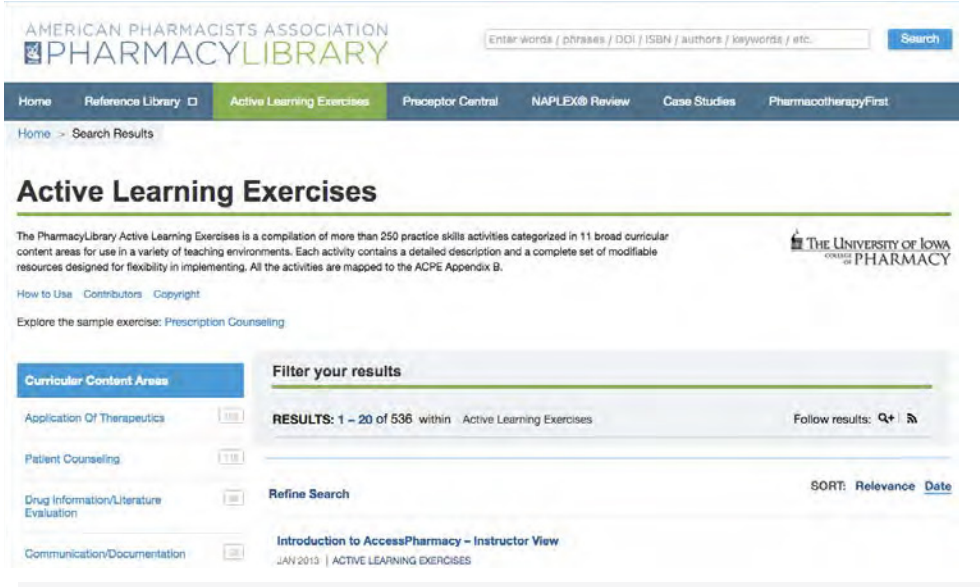 AMERICAN PHARMACISTS ASSOCIATION
PHARMACYLIBRARY
Enter words / phrases / DOI / ISBN / authors / keywords / etc.
Search
Home Reference Library Active Learning Exercises Preceptor Central NAPLEX® Review Case Studies PharmacotherapyFirst
Home > Search Results
Active Learning Exercises
The PharmacyLibrary Active Learning Exercises is a compilation of more than 250 practice skills activities categorized in 11 broad curricular
content areas for use in a variety of teaching environments. Each activity contains a detailed description and a complete set of modifiable
resources designed for flexibility in implementing. All the activities are mapped to the ACPE Appendix B.
THE UNIVERSITY OF IOWA
COLLEGE OF PHARMACY
How to Use Contributors Copyright
Explore the sample exercise: Prescription Counseling
Curricular Content Areas
Application Of Therapeutics
Patient Counseling
Drug Information/Literature
Evaluation
Communication/Documentation
Filter your results
RESULTS: 1 – 20 of 536 within Active Learning Exercises
Follow results:
Refine Search
SORT: Relevance Date
Introduction to AccessPharmacy – Instructor View
JAN 2013 | ACTIVE LEARNING EXERCISES